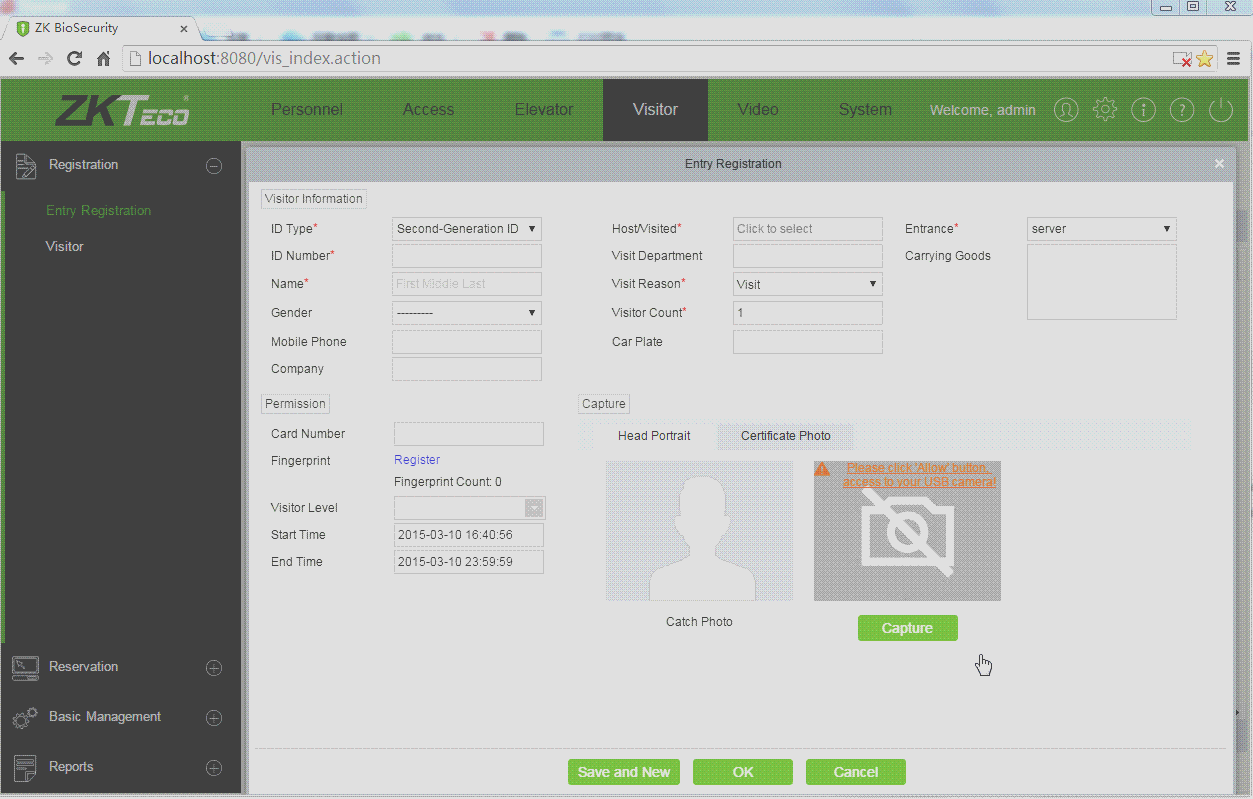 ZK BioSecurity
localhost:8080/vis_index.action
ZKTeco
Personnel
Access
Elevator
Visitor
Video
System
Welcome, admin
Registration
Entry Registration
Visitor
Reservation
Basic Management
Reports
Entry Registration
Visitor Information
ID Type* Second-Generation ID
Host/Visited* Click to select
Entrance* server
ID Number*
Visit Department
Carrying Goods
Name* First Middle Last
Visit Reason* Visit
Gender ---------
Visitor Count* 1
Mobile Phone
Car Plate
Company
Permission
Card Number
Fingerprint Register
Fingerprint Count: 0
Visitor Level
Start Time 2015-03-10 16:40:56
End Time 2015-03-10 23:59:59
Capture
Head Portrait
Certificate Photo
Please click 'Allow' button,
access to your USB camera!
Catch Photo
Capture
Save and New
OK
Cancel